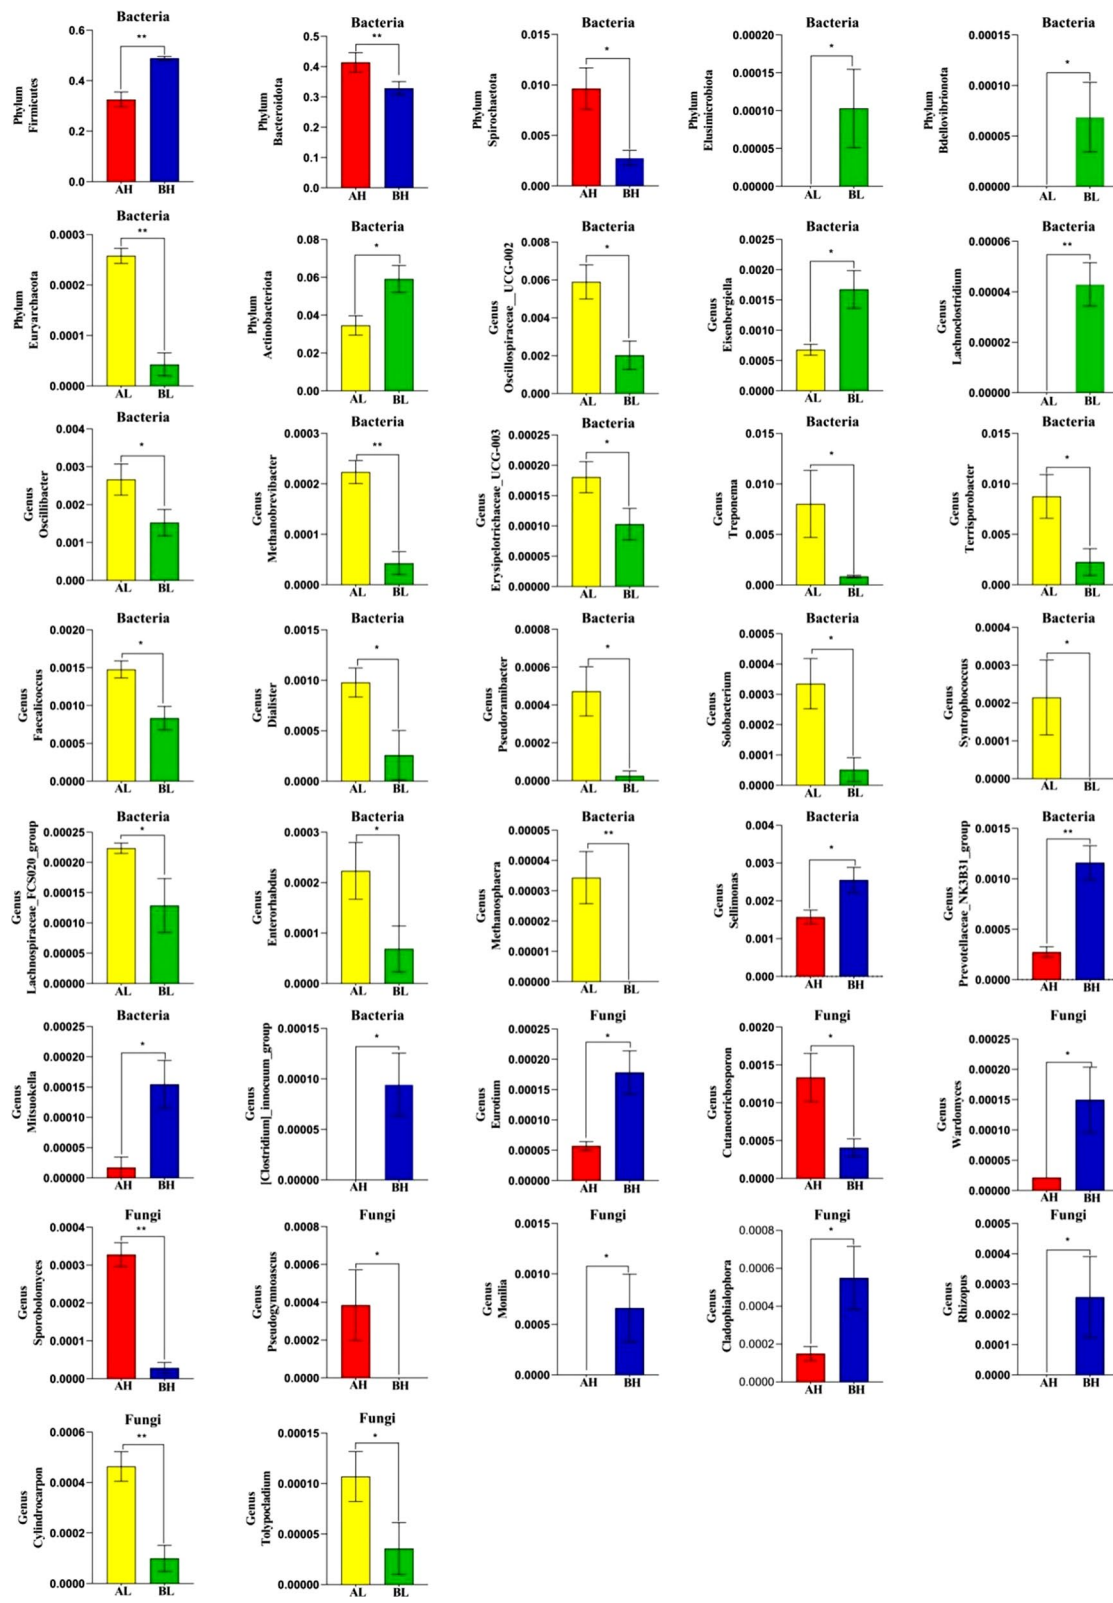 Bacteria
Phylum
Firmicutes
0.6
0.4
0.2
0.0
**
AH BH
Bacteria
Phylum
Bacteroidota
0.5
0.4
0.3
0.2
0.1
0.0
**
AH BH
Bacteria
Phylum
Spirochaetota
0.015
0.010
0.005
0.000
*
AH BH
Bacteria
Phylum
Elusimicrobiota
0.00020
0.00015
0.00010
0.00005
0.00000
*
AL BL
Bacteria
Phylum
Bdellovibrionota
0.00015
0.00010
0.00005
0.00000
*
AL BL
Bacteria
Phylum
Euryarchaeota
0.0003
0.0002
0.0001
0.0000
**
AL BL
Bacteria
Phylum
Actinobacteriota
0.08
0.06
0.04
0.02
0.00
*
AL BL
Bacteria
Genus
Oscillospiraceae__UCG-002
0.008
0.006
0.004
0.002
0.000
*
AL BL
Bacteria
Genus
Eisenbergiella
0.0025
0.0020
0.0015
0.0010
0.0005
0.0000
*
AL BL
Bacteria
Genus
Lachnoclostridium
0.00006
0.00004
0.00002
0.00000
**
AL BL
Bacteria
Genus
Oscillibacter
0.004
0.003
0.002
0.001
0.000
*
AL BL
Bacteria
Genus
Methanobrevibacter
0.0003
0.0002
0.0001
0.0000
**
AL BL
Bacteria
Genus
Erysipelotrichaceae_UCG-003
0.00025
0.00020
0.00015
0.00010
0.00005
0.00000
*
AL BL
Bacteria
Genus
Treponema
0.015
0.010
0.005
0.000
*
AL BL
Bacteria
Genus
Terrisporobacter
0.015
0.010
0.005
0.000
*
AL BL
Bacteria
Genus
Faecalicoccus
0.0020
0.0015
0.0010
0.0005
0.0000
*
AL BL
Bacteria
Genus
Dialister
0.0015
0.0010
0.0005
0.0000
*
AL BL
Bacteria
Genus
Pseudoramibacter
0.0008
0.0006
0.0004
0.0002
0.0000
*
AL BL
Bacteria
Genus
Solobacterium
0.0005
0.0004
0.0003
0.0002
0.0001
0.0000
*
AL BL
Bacteria
Genus
Syntrophococcus
0.0004
0.0003
0.0002
0.0001
0.0000
*
AL BL
Bacteria
Genus
Lachnospiraceae_FCS020_group
0.00025
0.00020
0.00015
0.00010
0.00005
0.00000
*
AL BL
Bacteria
Genus
Enterorhabdus
0.0003
0.0002
0.0001
0.0000
*
AL BL
Bacteria
Genus
Methanosphaera
0.00005
0.00004
0.00003
0.00002
0.00001
0.00000
**
AL BL
Bacteria
Genus
Sellimonas
0.004
0.003
0.002
0.001
0.000
*
AH BH
Bacteria
Genus
Prevotellaceae_NK3B31_group
0.0015
0.0010
0.0005
0.0000
**
AH BH
Bacteria
Genus
Mitsuokella
0.00025
0.00020
0.00015
0.00010
0.00005
0.00000
*
AH BH
Bacteria
Genus
[Clostridium]_innocuum_group
0.00015
0.00010
0.00005
0.00000
*
AH BH
Fungi
Genus
Eurotium
0.00025
0.00020
0.00015
0.00010
0.00005
0.00000
*
AH BH
Fungi
Genus
Cutaneotrichosporon
0.0020
0.0015
0.0010
0.0005
0.0000
*
AH BH
Fungi
Genus
Wardomyces
0.00025
0.00020
0.00015
0.00010
0.00005
0.00000
*
AH BH
Fungi
Genus
Sporobolomyces
0.0004
0.0003
0.0002
0.0001
0.0000
**
AH BH
Fungi
Genus
Pseudogymnoascus
0.0008
0.0006
0.0004
0.0002
0.0000
*
AH BH
Fungi
Genus
Monilia
0.0015
0.0010
0.0005
0.0000
*
AH BH
Fungi
Genus
Cladophialophora
0.0008
0.0006
0.0004
0.0002
0.0000
*
AH BH
Fungi
Genus
Rhizopus
0.0005
0.0004
0.0003
0.0002
0.0001
0.0000
*
AH BH
Fungi
Genus
Cylindrocarpon
0.0006
0.0004
0.0002
0.0000
**
AL BL
Fungi
Genus
Tolypocladium
0.00015
0.00010
0.00005
0.00000
*
AL BL